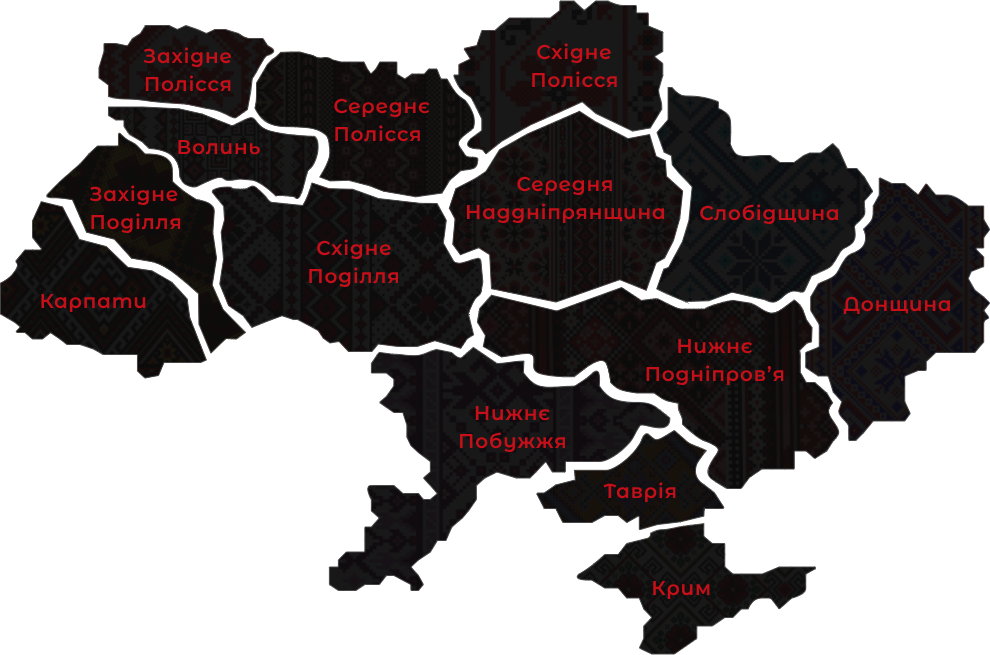 Західне
Полісся
Середнє
Полісся
Східне
Полісся
Волинь
Західне
Поділля
Східне
Поділля
Середня
Наддніпрянщина
Слобідщина
Карпати
Донщина
Нижнє
Подніпров’я
Нижнє
Побужжя
Таврія
Крим